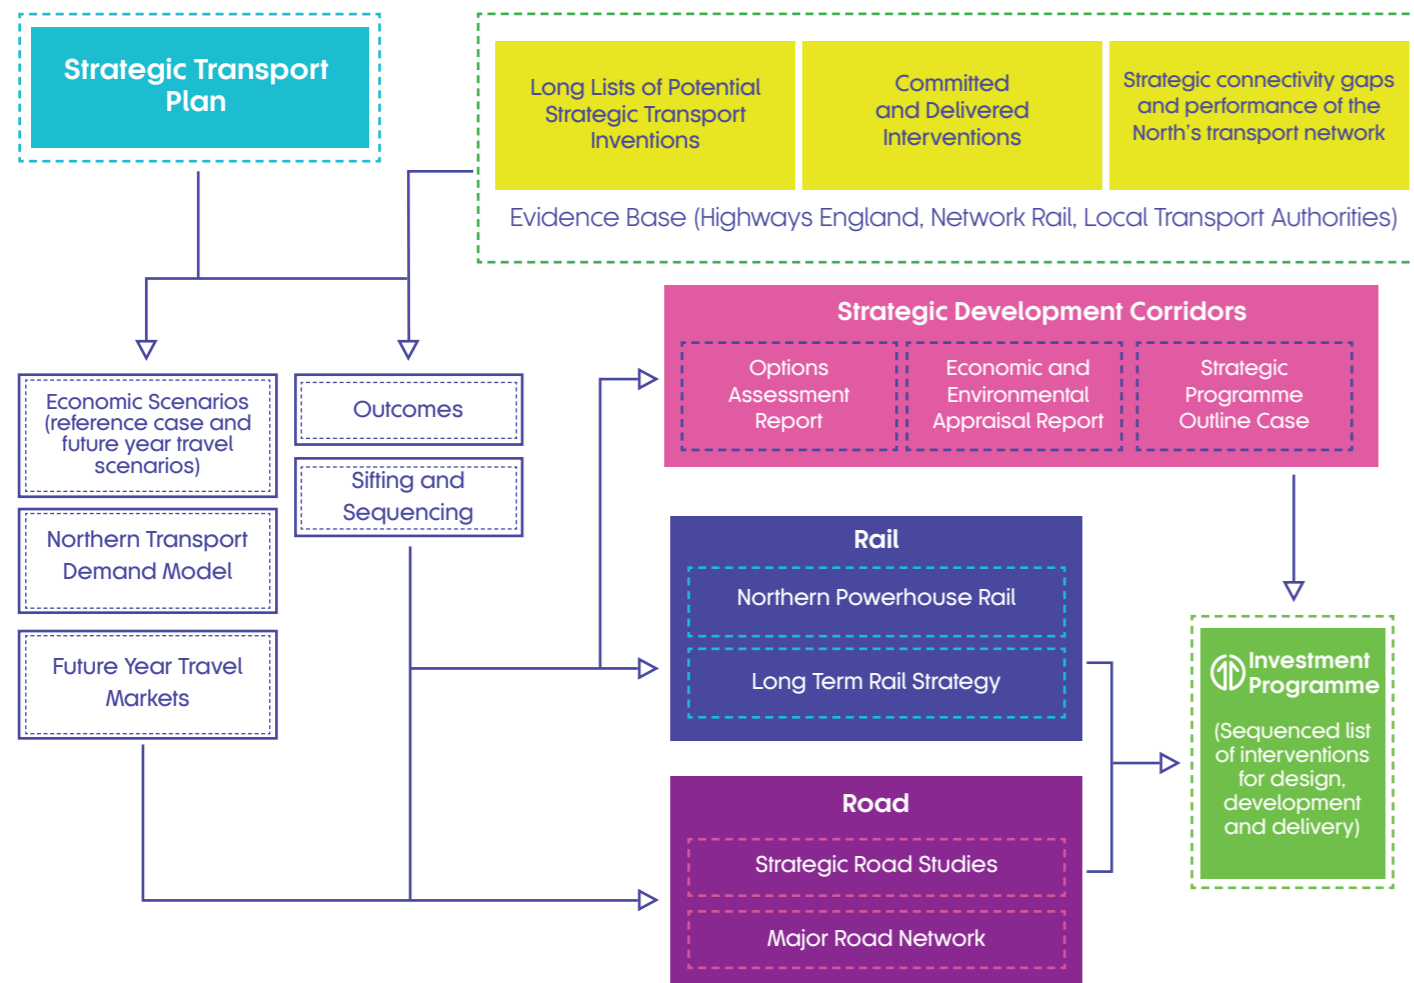 Strategic Transport
Plan
Long Lists of Potential
Strategic Transport
Inventions
Committed
and Delivered
Interventions
Strategic connectivity gaps
and performance of the
North's transport network
Evidence Base (Highways England, Network Rail, Local Transport Authorities)
Economic Scenarios
(reference case and
future year travel
scenarios)
Northern Transport
Demand Model
Future Year Travel
Markets
Outcomes
Sifting and
Sequencing
Strategic Development Corridors
Options
Assessment
Report
Economic and
Environmental
Appraisal Report
Strategic
Programme
Outline Case
Rail
Northern Powerhouse Rail
Long Term Rail Strategy
Road
Strategic Road Studies
Major Road Network
Investment
Programme
(Sequenced list
of interventions
for design,
development
and delivery)